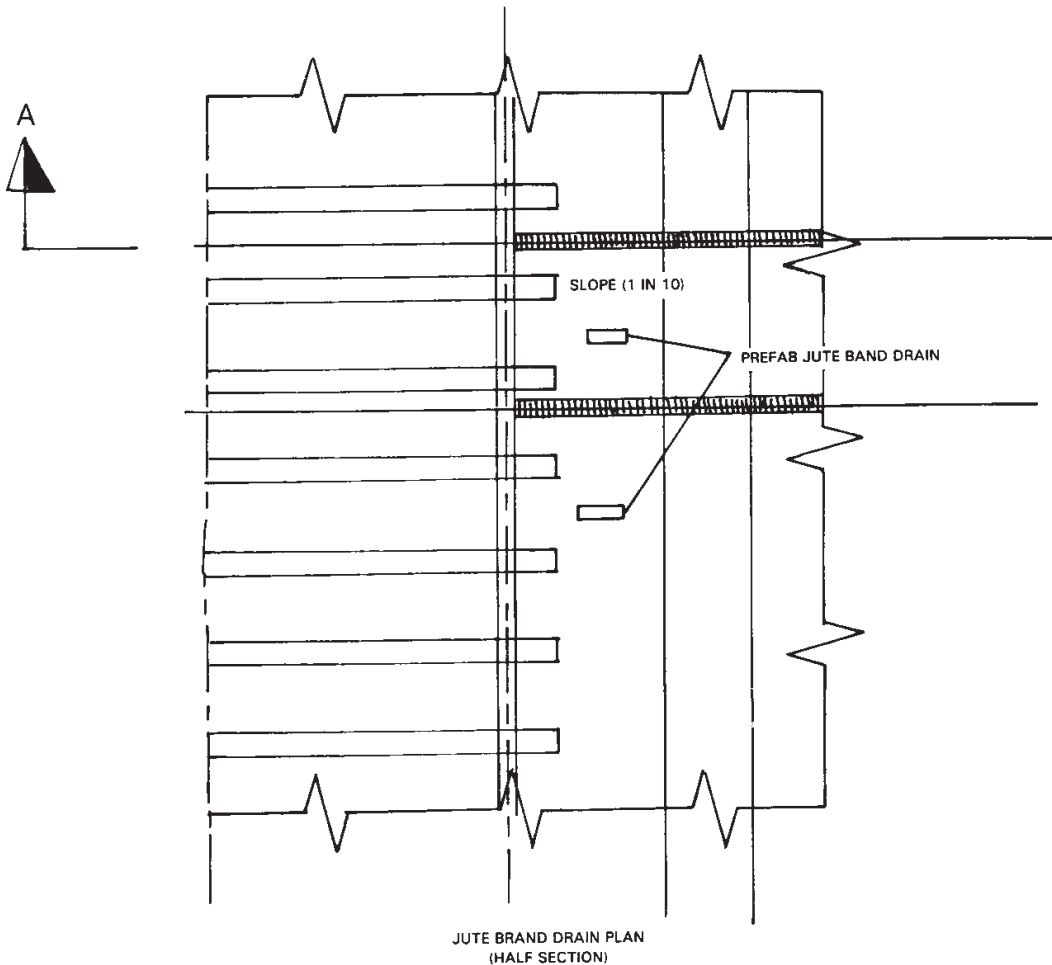 A
SLOPE (1 IN 10)
PREFAB JUTE BAND DRAIN
JUTE BRAND DRAIN PLAN
(HALF SECTION)